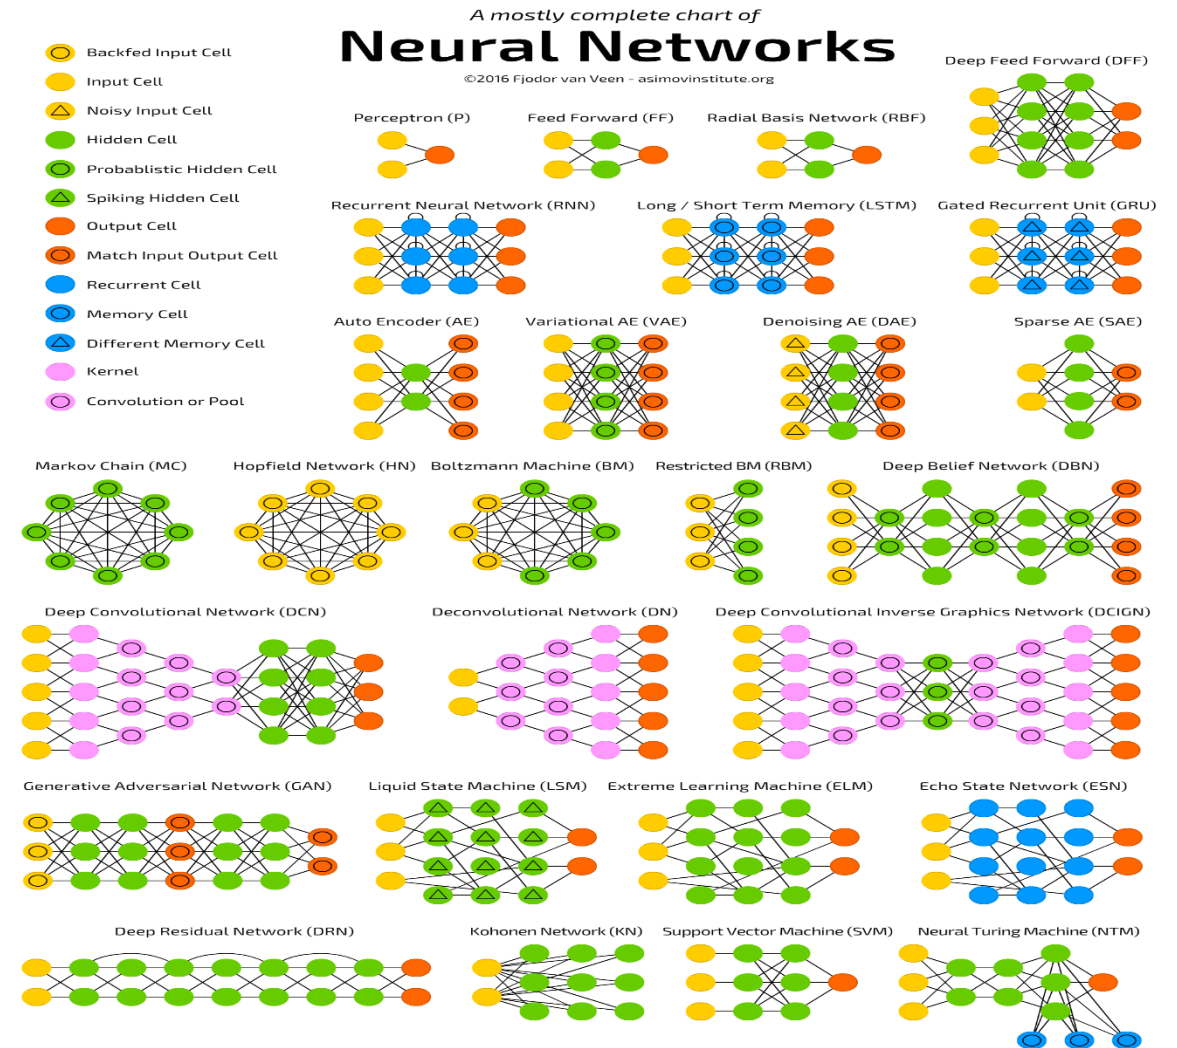 A mostly complete chart of
Neural Networks
©2016 Fjodor van Veen - asimovinstitute.org
Backfed Input Cell
Input Cell
Noisy Input Cell
Hidden Cell
Probablistic Hidden Cell
Spiking Hidden Cell
Output Cell
Match Input Output Cell
Recurrent Cell
Memory Cell
Different Memory Cell
Kernel
Convolution or Pool
Deep Feed Forward (DFF)
Perceptron (P)
Feed Forward (FF)
Radial Basis Network (RBF)
Recurrent Neural Network (RNN)
Long / Short Term Memory (LSTM)
Gated Recurrent Unit (GRU)
Auto Encoder (AE)
Variational AE (VAE)
Denoising AE (DAE)
Sparse AE (SAE)
Markov Chain (MC)
Hopfield Network (HN)
Boltzmann Machine (BM)
Restricted BM (RBM)
Deep Belief Network (DBN)
Deep Convolutional Network (DCN)
Deconvolutional Network (DN)
Deep Convolutional Inverse Graphics Network (DCIGN)
Generative Adversarial Network (GAN)
Liquid State Machine (LSM)
Extreme Learning Machine (ELM)
Echo State Network (ESN)
Deep Residual Network (DRN)
Kohonen Network (KN)
Support Vector Machine (SVM)
Neural Turing Machine (NTM)